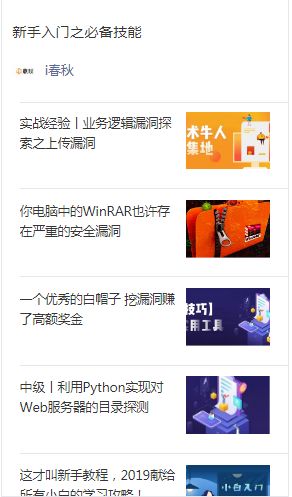 新手入门之必备技能
春秋
i春秋
实战经验丨业务逻辑漏洞探
索之上传漏洞
术牛人
集地
你电脑中的WinRAR也许存
在严重的安全漏洞
一个优秀的白帽子 挖漏洞赚
了高额奖金
技巧】
用工具
中级丨利用Python实现对
Web服务器的目录探测
这才叫新手教程，2019献给
所有小白的学习攻略！
小白入门